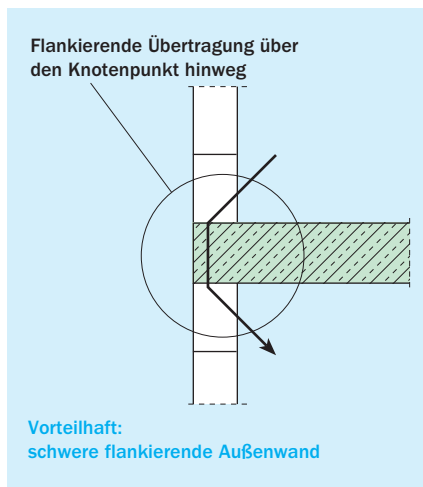 Flankierende Übertragung über
den Knotenpunkt hinweg
Vorteilhaft:
schwere flankierende Außenwand